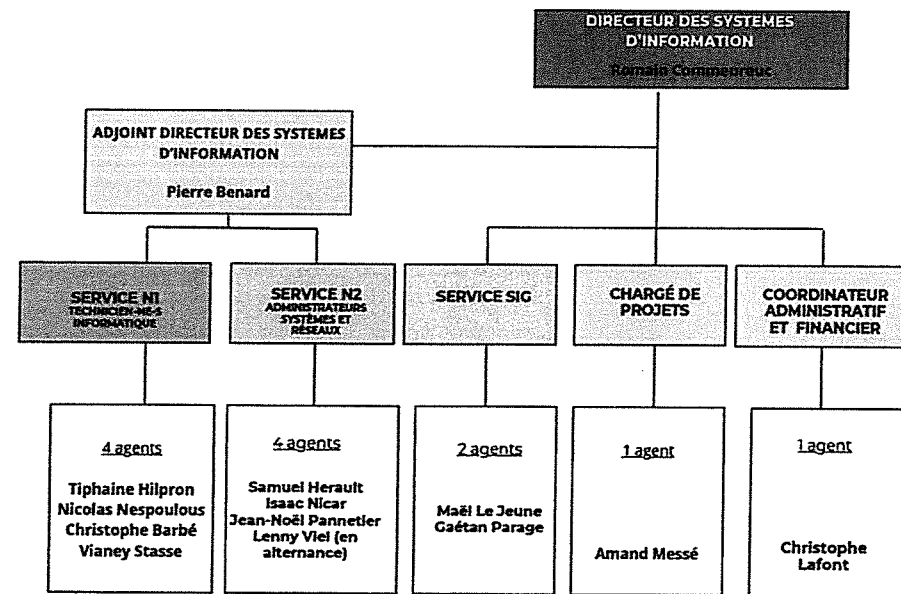 DIRECTEUR DES SYSTEMES
D'INFORMATION
Romain Commeureuc
ADJOINT DIRECTEUR DES SYSTEMES
D'INFORMATION
Pierre Benard
SERVICE N1
TECHNICIEN·NE·S
INFORMATIQUE
SERVICE N2
ADMINISTRATEURS
SYSTÈMES ET
RÉSEAUX
SERVICE SIG
CHARGÉ DE
PROJETS
COORDINATEUR
ADMINISTRATIF
ET FINANCIER
4 agents
Tiphaine Hilpron
Nicolas Nespoulous
Christophe Barbé
Vianey Stasse
4 agents
Samuel Herault
Isaac Nicar
Jean-Noël Pannetier
Lenny Viel (en
alternance)
2 agents
Maël Le Jeune
Gaétan Parage
1 agent
Amand Messé
1 agent
Christophe
Lafont